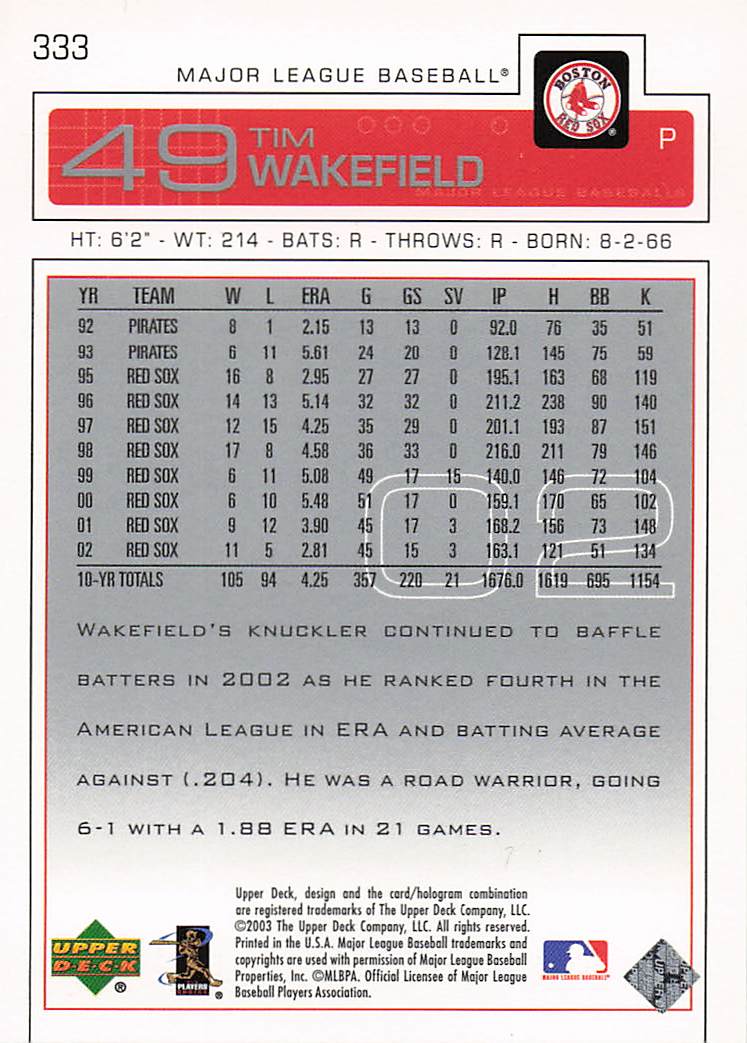 333
MAJOR LEAGUE BASEBALL®
BOSTON
RED SOX
®
49 TIM
WAKEFIELD
P
MAJOR LEAGUE BASEBALL
HT: 6'2" - WT: 214 - BATS: R - THROWS: R - BORN: 8-2-66
YR TEAM W L ERA G GS SV IP H BB K
92 PIRATES 8 1 2.15 13 13 0 92.0 76 35 51
93 PIRATES 6 11 5.61 24 20 0 128.1 145 75 59
95 RED SOX 16 8 2.95 27 27 0 195.1 163 68 119
96 RED SOX 14 13 5.14 32 32 0 211.2 238 90 140
97 RED SOX 12 15 4.25 35 29 0 201.1 193 87 151
98 RED SOX 17 8 4.58 36 33 0 216.0 211 79 146
99 RED SOX 6 11 5.08 49 17 15 140.0 146 72 104
00 RED SOX 6 10 5.48 51 17 0 159.1 170 65 102
01 RED SOX 9 12 3.90 45 17 3 168.2 156 73 148
02 RED SOX 11 5 2.81 45 15 3 163.1 121 51 134
10-YR TOTALS 105 94 4.25 357 220 21 1676.0 1619 695 1154
02
WAKEFIELD'S KNUCKLER CONTINUED TO BAFFLE
BATTERS IN 2002 AS HE RANKED FOURTH IN THE
AMERICAN LEAGUE IN ERA AND BATTING AVERAGE
AGAINST (.204). HE WAS A ROAD WARRIOR, GOING
6-1 WITH A 1.88 ERA IN 21 GAMES.
Upper Deck, design and the card/hologram combination
are registered trademarks of The Upper Deck Company, LLC.
©2003 The Upper Deck Company, LLC. All rights reserved.
Printed in the U.S.A. Major League Baseball trademarks and
copyrights are used with permission of Major League Baseball
Properties, Inc. ©MLBPA. Official Licensee of Major League
Baseball Players Association.
UPPER
D·E·C·K
®
PLAYERS
CHOICE
®
MAJOR LEAGUE BASEBALL®
UPPER